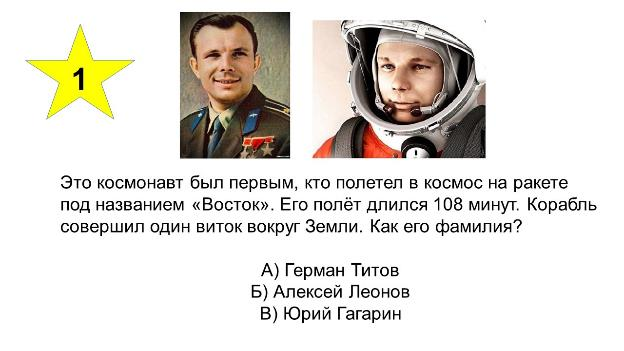 1
Это космонавт был первым, кто полетел в космос на ракете
под названием «Восток». Его полёт длился 108 минут. Корабль
совершил один виток вокруг Земли. Как его фамилия?
А) Герман Титов
Б) Алексей Леонов
В) Юрий Гагарин